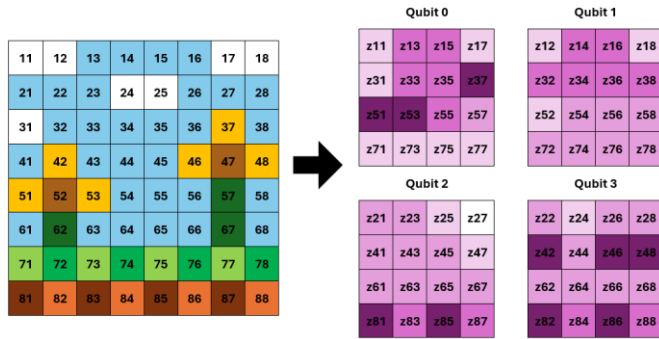 11 12 13 14 15 16 17 18
21 22 23 24 25 26 27 28
31 32 33 34 35 36 37 38
41 42 43 44 45 46 47 48
51 52 53 54 55 56 57 58
61 62 63 64 65 66 67 68
71 72 73 74 75 76 77 78
81 82 83 84 85 86 87 88
Qubit 0
z11 z13 z15 z17
z31 z33 z35 z37
z51 z53 z55 z57
z71 z73 z75 z77
Qubit 1
z12 z14 z16 z18
z32 z34 z36 z38
z52 z54 z56 z58
z72 z74 z76 z78
Qubit 2
z21 z23 z25 z27
z41 z43 z45 z47
z61 z63 z65 z67
z81 z83 z85 z87
Qubit 3
z22 z24 z26 z28
z42 z44 z46 z48
z62 z64 z66 z68
z82 z84 z86 z88